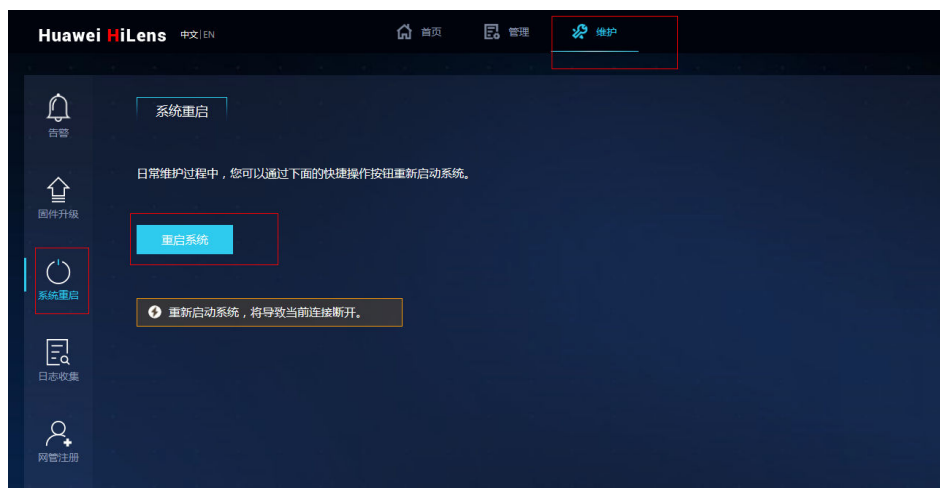 Huawei HiLens 中文|EN 首页 管理 维护
告警
固件升级
系统重启
日志收集
网管注册
系统重启
日常维护过程中，您可以通过下面的快捷操作按钮重新启动系统。
重启系统
重新启动系统，将导致当前连接断开。